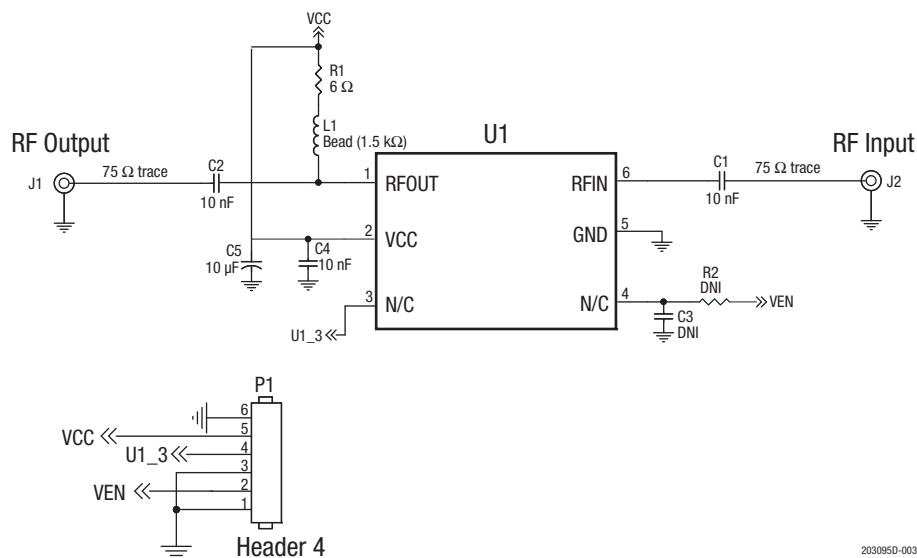 VCC
R1
6 Ω
L1
Bead (1.5 kΩ)
U1
RF Output
RF Input
J1
75 Ω trace
C2
10 nF
1
RFOUT
RFIN
6
C1
10 nF
75 Ω trace
J2
2
VCC
GND
5
C5
10 µF
C4
10 nF
3
N/C
N/C
4
R2
DNI
VEN
C3
DNI
U1_3
P1
6
VCC
5
U1_3
4
3
VEN
2
1
Header 4
203095D-003